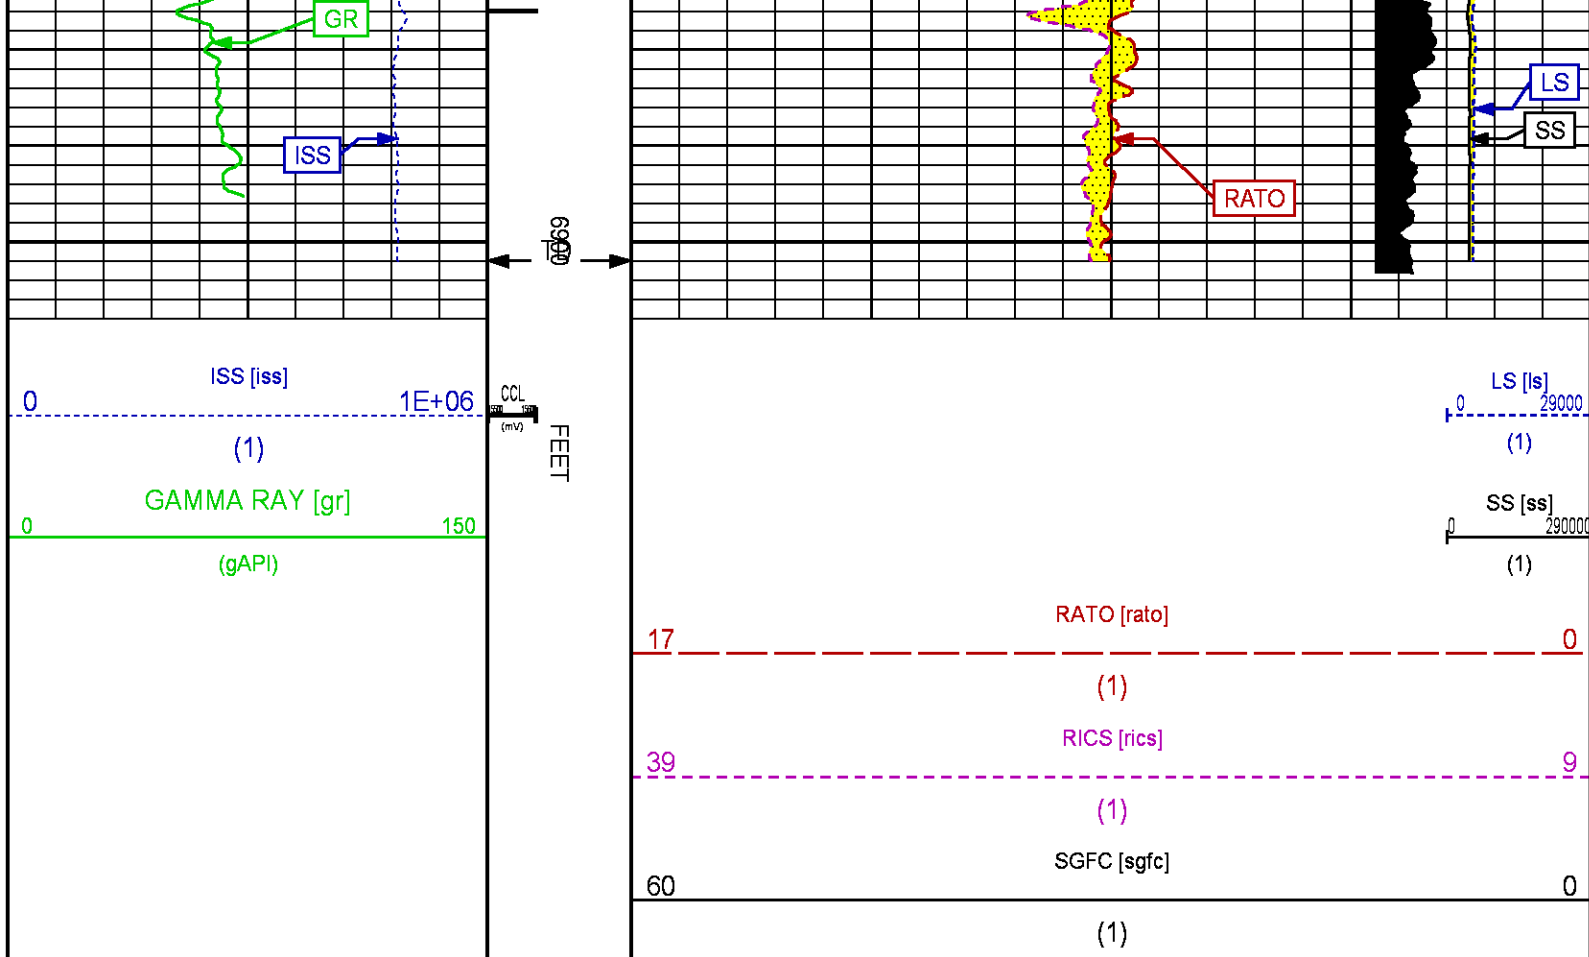 GR
LS
SS
ISS
RATO
6900
ISS [iss]
0 1E+06
(1)
GAMMA RAY [gr]
0 150
(gAPI)
CCL
(mV)
FEET
LS [ls]
0 29000
(1)
SS [ss]
0 290000
(1)
RATO [rato]
17 0
(1)
RICS [rics]
39 9
(1)
SGFC [sgfc]
60 0
(1)